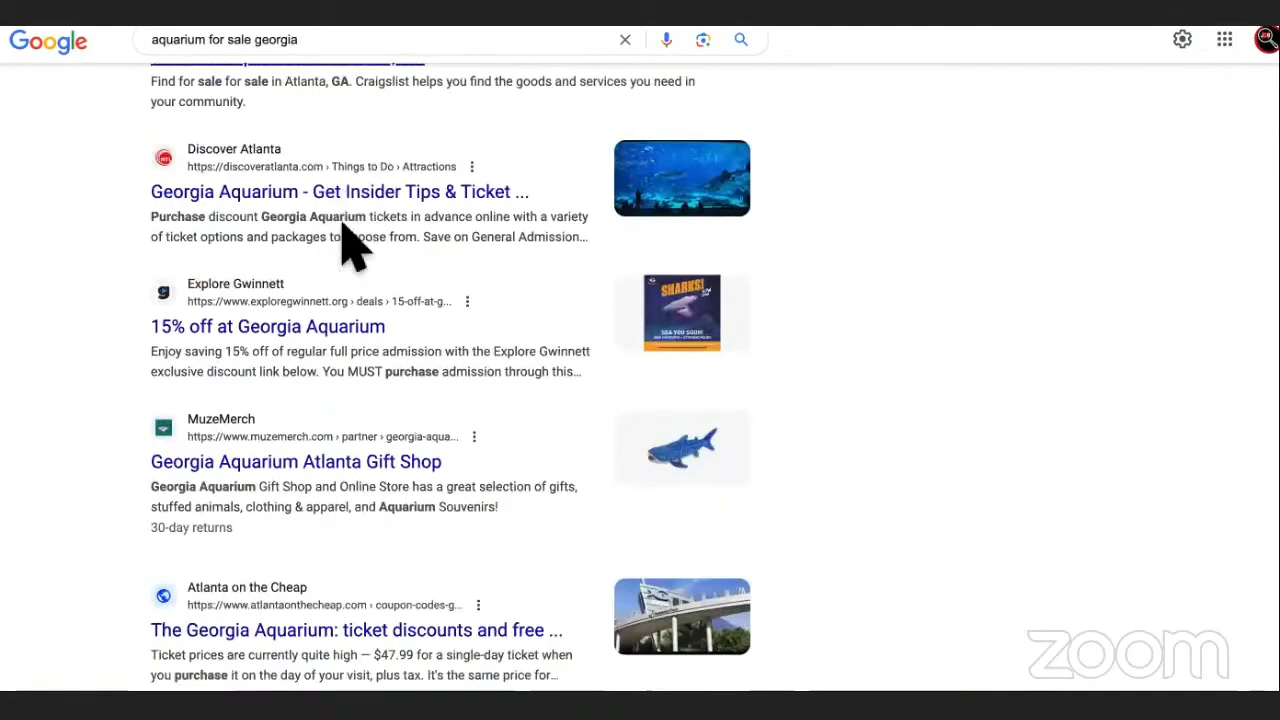 Google
aquarium for sale georgia
Find for sale for sale in Atlanta, GA. Craigslist helps you find the goods and services you need in
your community.
Discover Atlanta
https://discoveratlanta.com › Things to Do › Attractions
Georgia Aquarium - Get Insider Tips & Ticket ...
Purchase discount Georgia Aquarium tickets in advance online with a variety
of ticket options and packages to choose from. Save on General Admission...
Explore Gwinnett
https://www.exploregwinnett.org › deals › 15-off-at-g...
15% off at Georgia Aquarium
Enjoy saving 15% off of regular full price admission with the Explore Gwinnett
exclusive discount link below. You MUST purchase admission through this...
SHARKS!
SEA YOU SOON!
MuzeMerch
https://www.muzemerch.com › partner › georgia-aqua...
Georgia Aquarium Atlanta Gift Shop
Georgia Aquarium Gift Shop and Online Store has a great selection of gifts,
stuffed animals, clothing & apparel, and Aquarium Souvenirs!
30-day returns
Atlanta on the Cheap
https://www.atlantaonthecheap.com › coupon-codes-g...
The Georgia Aquarium: ticket discounts and free ...
Ticket prices are currently quite high — $47.99 for a single-day ticket when
you purchase it on the day of your visit, plus tax. It's the same price for...
zoom